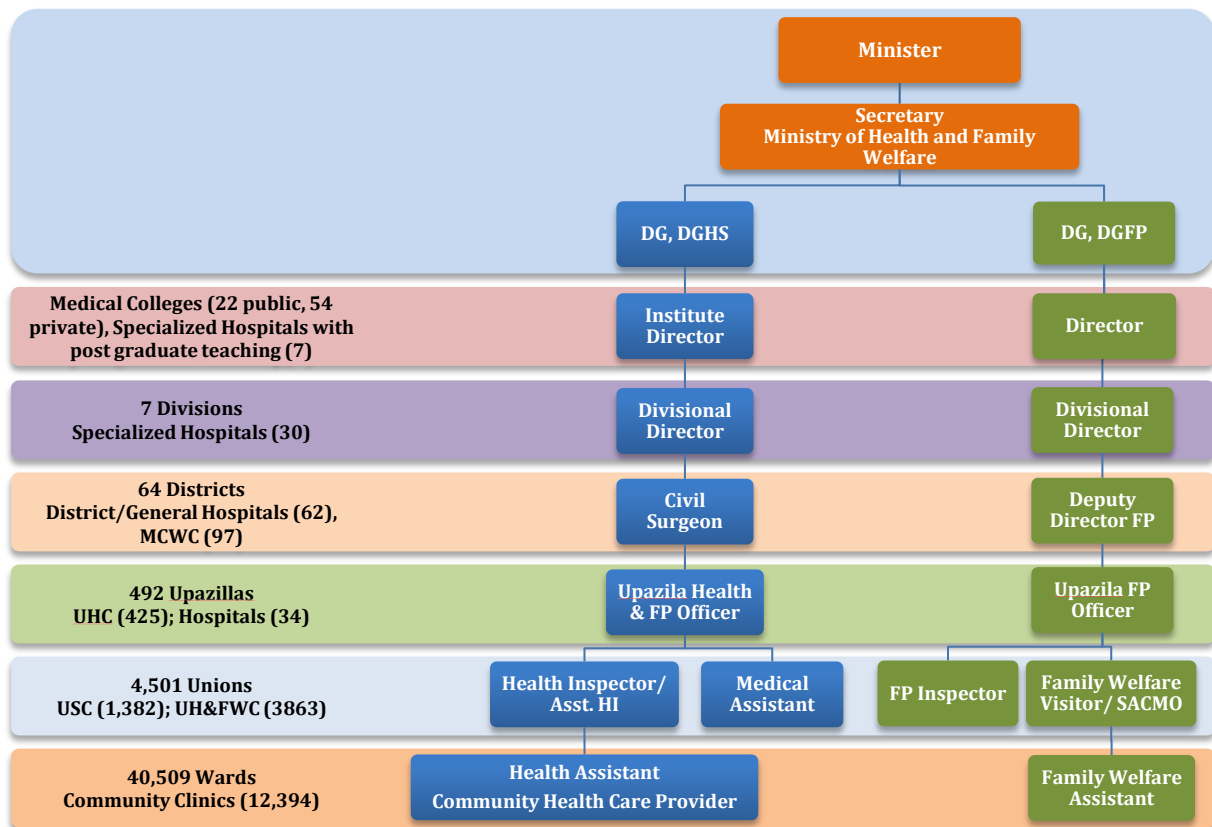 Minister
Secretary
Ministry of Health and Family
Welfare
DG, DGHS
DG, DGFP
Medical Colleges (22 public, 54
private), Specialized Hospitals with
post graduate teaching (7)
Institute
Director
Director
7 Divisions
Specialized Hospitals (30)
Divisional
Director
Divisional
Director
64 Districts
District/General Hospitals (62),
MCWC (97)
Civil
Surgeon
Deputy
Director FP
492 Upazillas
UHC (425); Hospitals (34)
Upazila Health
& FP Officer
Upazila FP
Officer
4,501 Unions
USC (1,382); UH&FWC (3863)
Health Inspector/
Asst. HI
Medical
Assistant
FP Inspector
Family Welfare
Visitor/ SACMO
40,509 Wards
Community Clinics (12,394)
Health Assistant
Community Health Care Provider
Family Welfare
Assistant